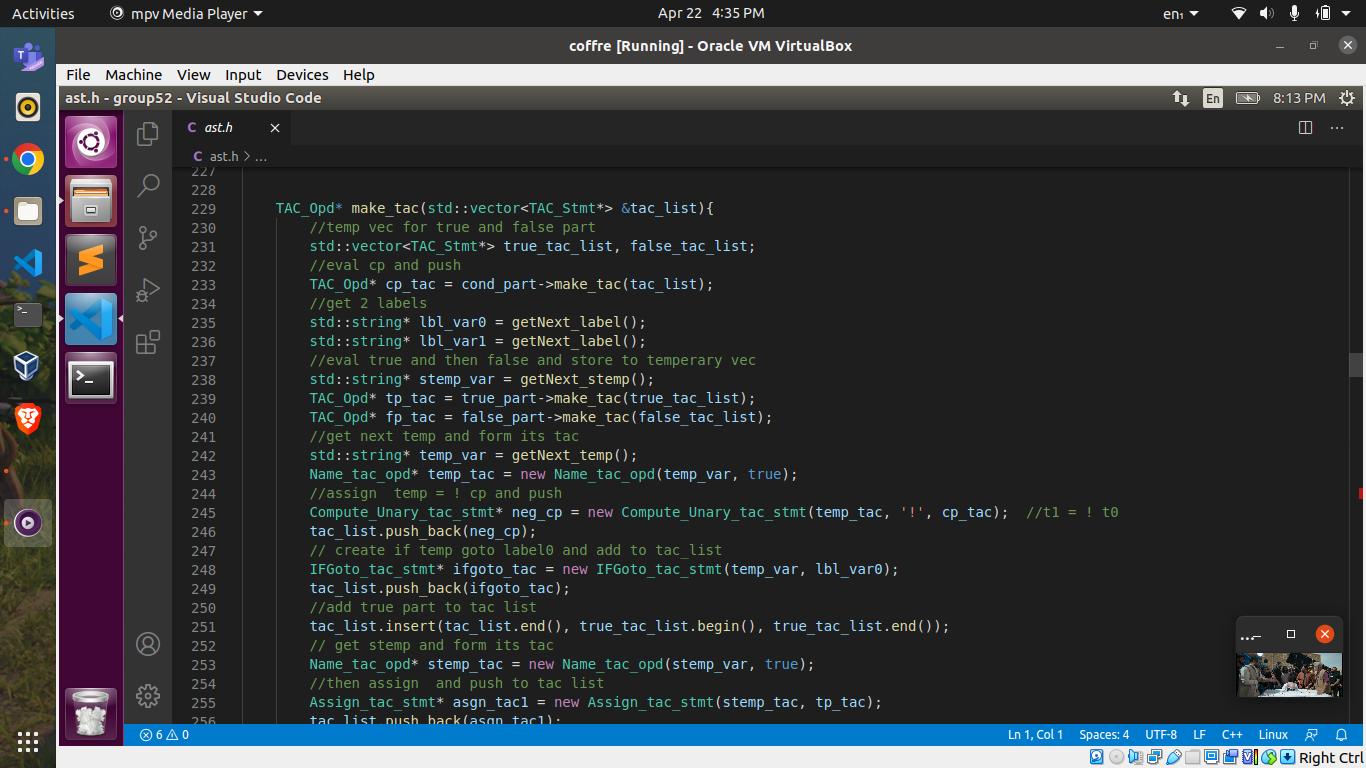 Activities
mpv Media Player
Apr 22 4:35 PM
en₁
coffre [Running] - Oracle VM VirtualBox
File Machine View Input Devices Help
ast.h - group52 - Visual Studio Code
En
8:13 PM
C ast.h
C ast.h > ...
227
228
229 TAC_Opd* make_tac(std::vector<TAC_Stmt*> &tac_list){
230 //temp vec for true and false part
231 std::vector<TAC_Stmt*> true_tac_list, false_tac_list;
232 //eval cp and push
233 TAC_Opd* cp_tac = cond_part->make_tac(tac_list);
234 //get 2 labels
235 std::string* lbl_var0 = getNext_label();
236 std::string* lbl_var1 = getNext_label();
237 //eval true and then false and store to temperary vec
238 std::string* stemp_var = getNext_stemp();
239 TAC_Opd* tp_tac = true_part->make_tac(true_tac_list);
240 TAC_Opd* fp_tac = false_part->make_tac(false_tac_list);
241 //get next temp and form its tac
242 std::string* temp_var = getNext_temp();
243 Name_tac_opd* temp_tac = new Name_tac_opd(temp_var, true);
244 //assign  temp = ! cp and push
245 Compute_Unary_tac_stmt* neg_cp = new Compute_Unary_tac_stmt(temp_tac, '!', cp_tac);  //t1 = ! t0
246 tac_list.push_back(neg_cp);
247 // create if temp goto label0 and add to tac_list
248 IFGoto_tac_stmt* ifgoto_tac = new IFGoto_tac_stmt(temp_var, lbl_var0);
249 tac_list.push_back(ifgoto_tac);
250 //add true part to tac list
251 tac_list.insert(tac_list.end(), true_tac_list.begin(), true_tac_list.end());
252 // get stemp and form its tac
253 Name_tac_opd* stemp_tac = new Name_tac_opd(stemp_var, true);
254 //then assign  and push to tac list
255 Assign_tac_stmt* asgn_tac1 = new Assign_tac_stmt(stemp_tac, tp_tac);
256 tac_list.push_back(asgn_tac1);
6 0
Ln 1, Col 1 Spaces: 4 UTF-8 LF C++ Linux
Right Ctrl